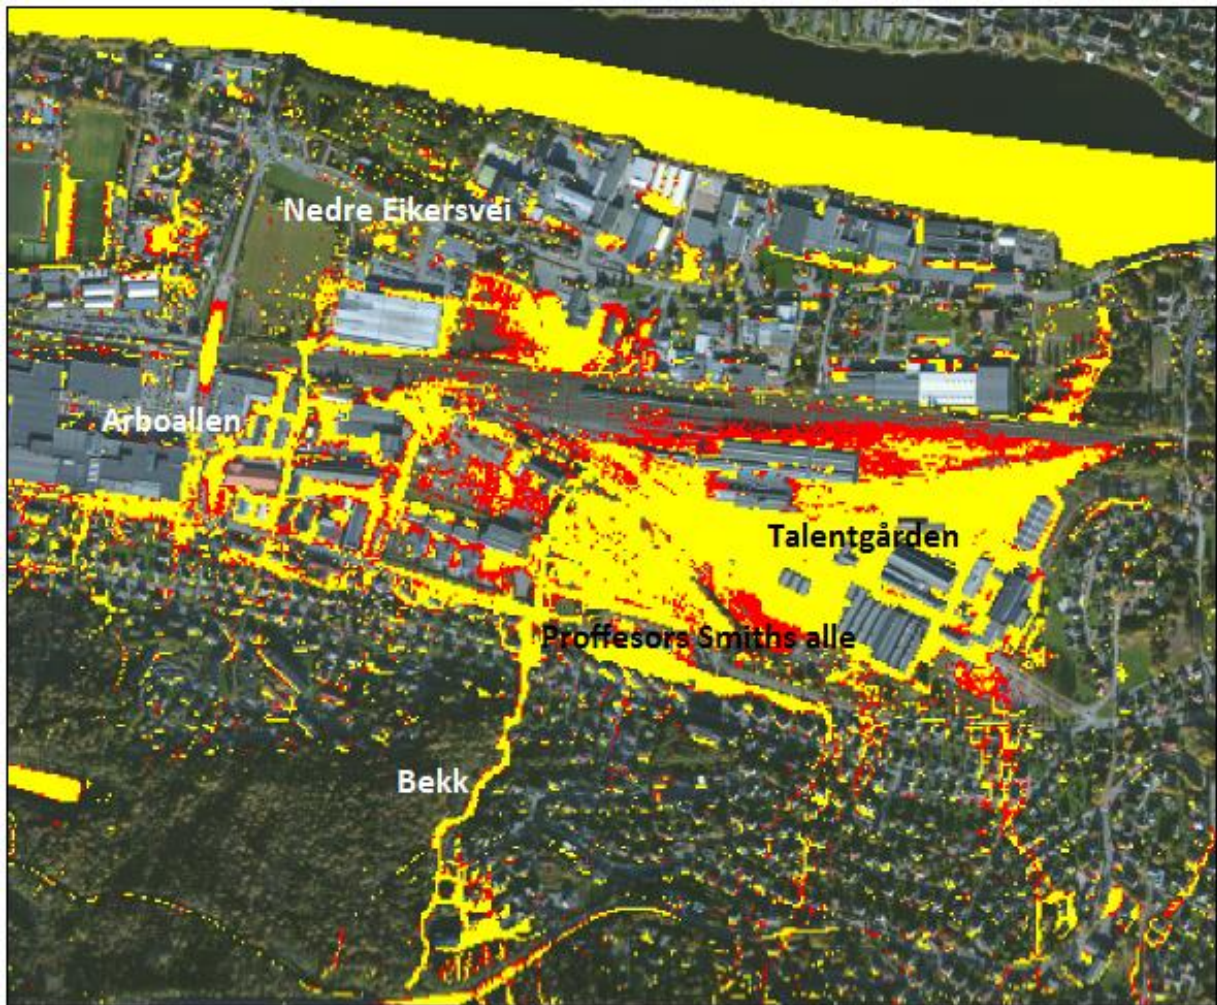 Nedre Eikersvei
Arboallen
Talentgården
Proffesors Smiths alle
Bekk